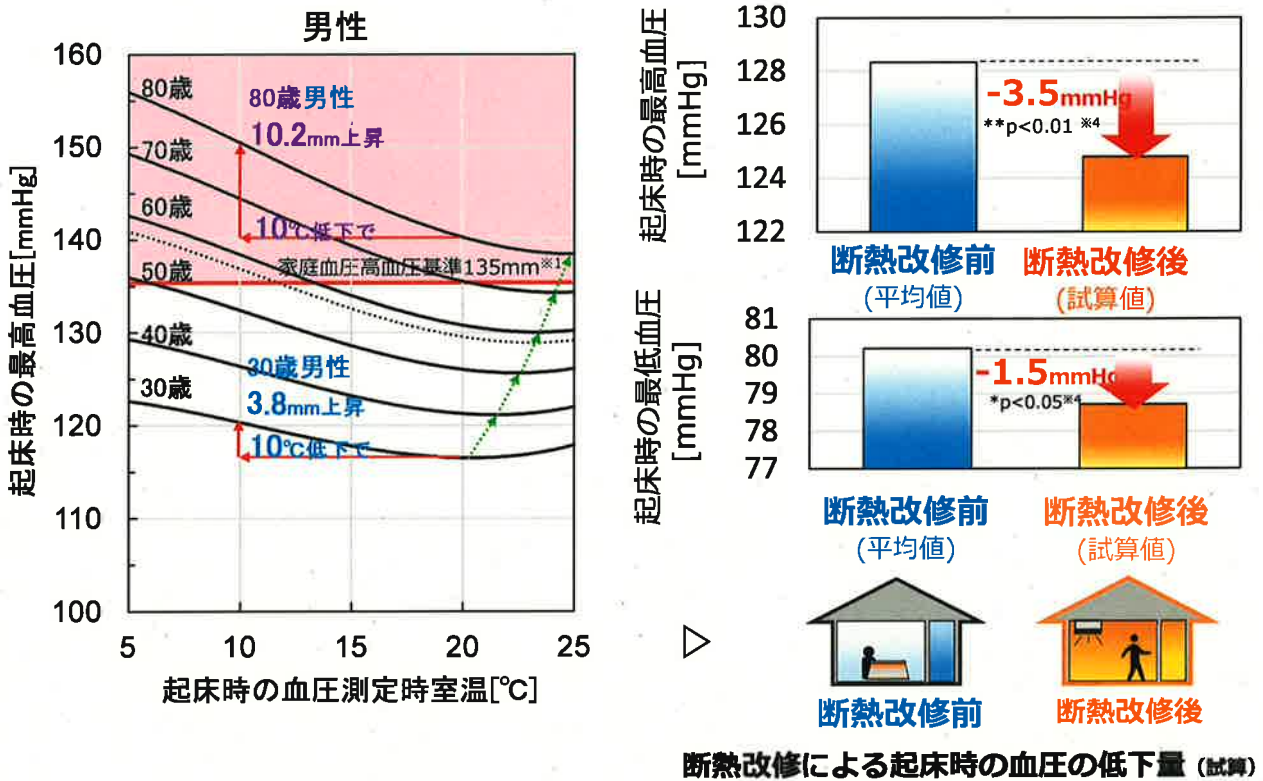 男性
起床時の最高血圧[mmHg]
160
150
140
130
120
110
100
80歳
70歳
60歳
50歳
40歳
30歳
80歳男性
10.2mm上昇
10℃低下で
家庭血圧高血圧基準135mm※1
30歳男性
3.8mm上昇
10℃低下で
5
10
15
20
25
起床時の血圧測定時室温[℃]
起床時の最高血圧
[mmHg]
130
128
126
124
122
-3.5mmHg
**p<0.01 ※4
断熱改修前
(平均値)
断熱改修後
(試算値)
起床時の最低血圧
[mmHg]
81
80
79
78
77
-1.5mmHg
*p<0.05※4
断熱改修前
(平均値)
断熱改修後
(試算値)
断熱改修前
断熱改修後
断熱改修による起床時の血圧の低下量(試算)